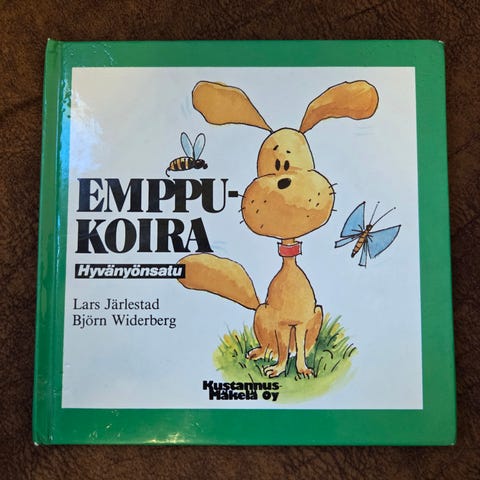 EMPPU-
KOIRA
Hyvänyönsatu
Lars Järlestad
Björn Widerberg
Kustannus-
Mäkelä Oy